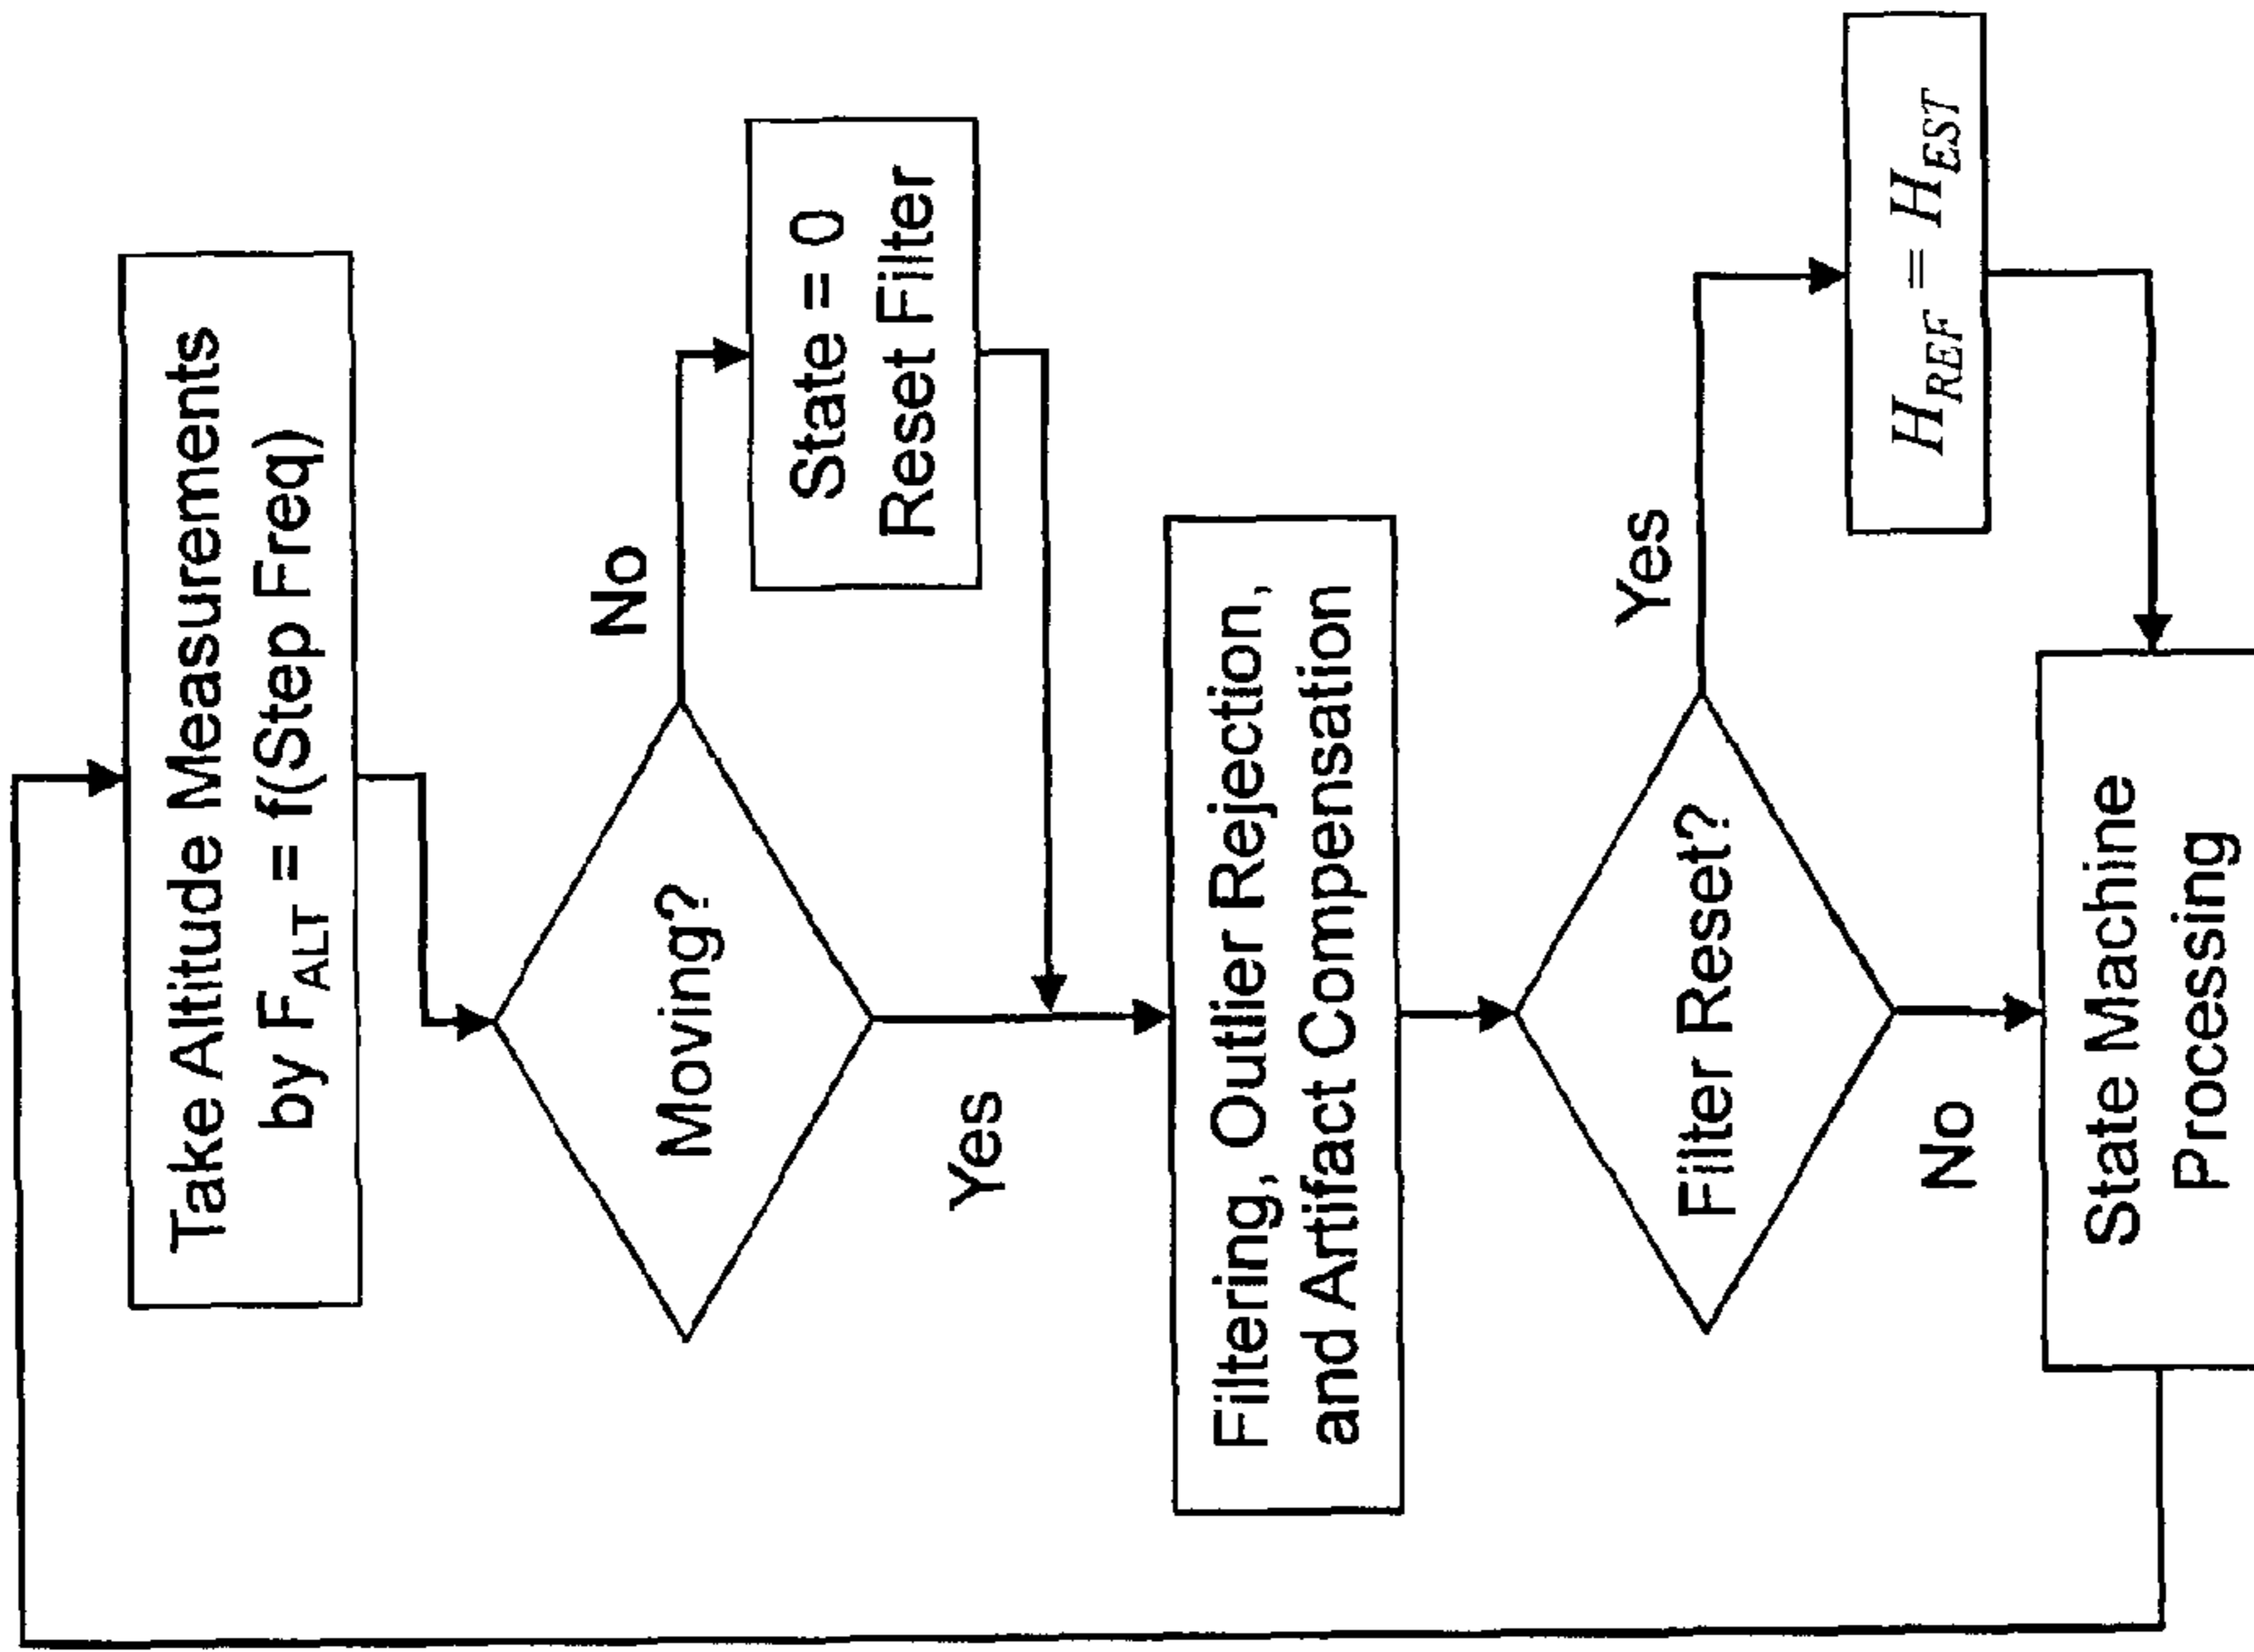 Take Altitude Measurements
by F_ALT = f(Step Freq)
Moving?
No
State = 0
Reset Filter
Yes
Filtering, Outlier Rejection,
and Artifact Compensation
Filter Reset?
Yes
H_REF = H_EST
No
State Machine
Processing